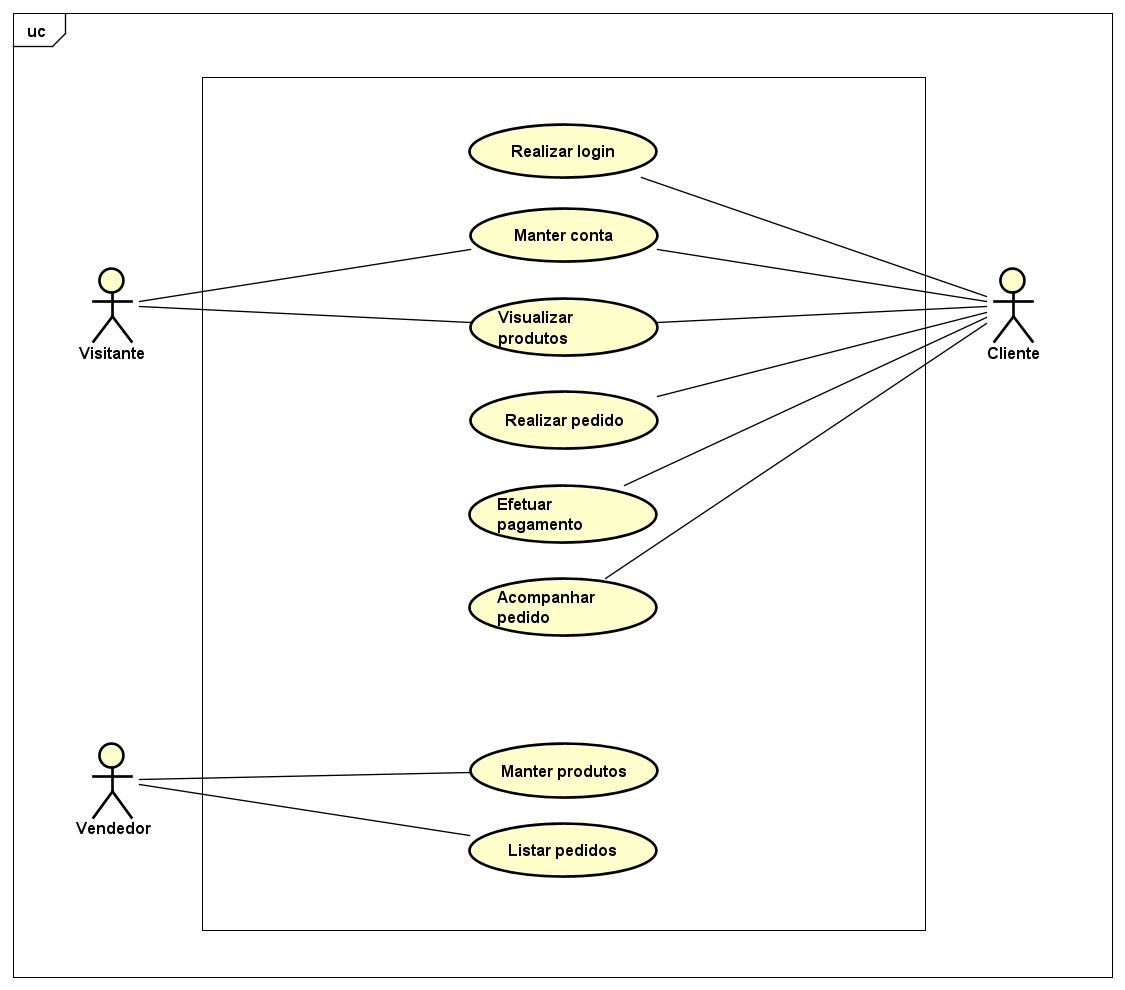 uc
Realizar login
Manter conta
Visualizar
produtos
Visitante
Cliente
Realizar pedido
Efetuar
pagamento
Acompanhar
pedido
Manter produtos
Vendedor
Listar pedidos